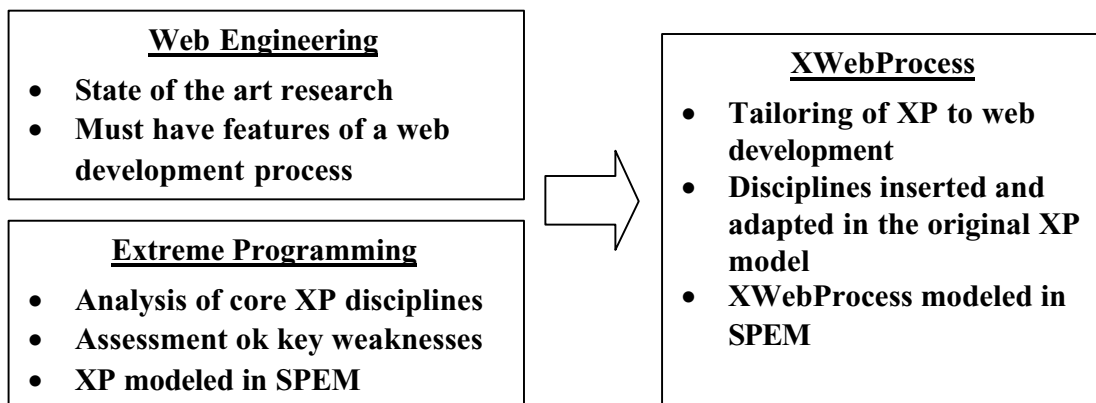 Web Engineering
• State of the art research
• Must have features of a web
development process
Extreme Programming
• Analysis of core XP disciplines
• Assessment ok key weaknesses
• XP modeled in SPEM
XWebProcess
• Tailoring of XP to web
development
• Disciplines inserted and
adapted in the original XP
model
• XWebProcess modeled in
SPEM